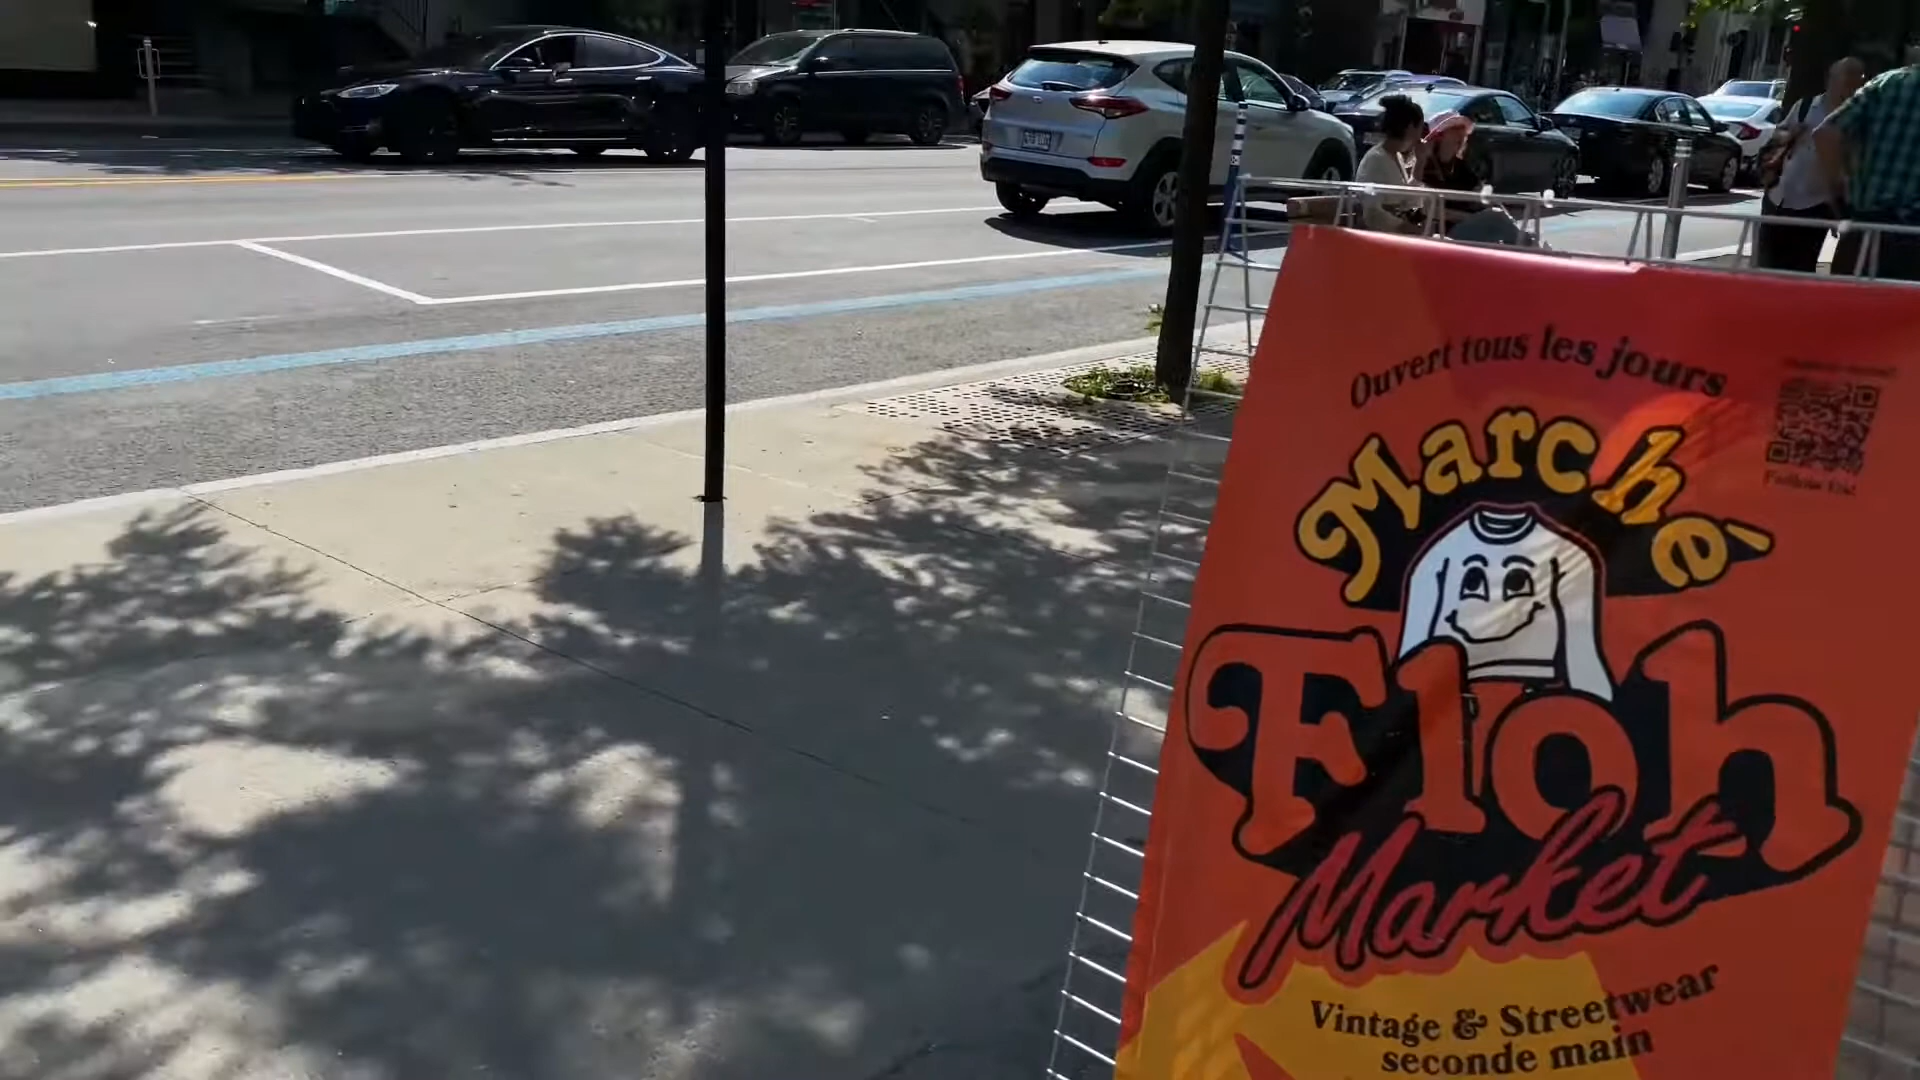 Ouvert tous les jours
Marché
Floh
Market
Vintage & Streetwear
seconde main